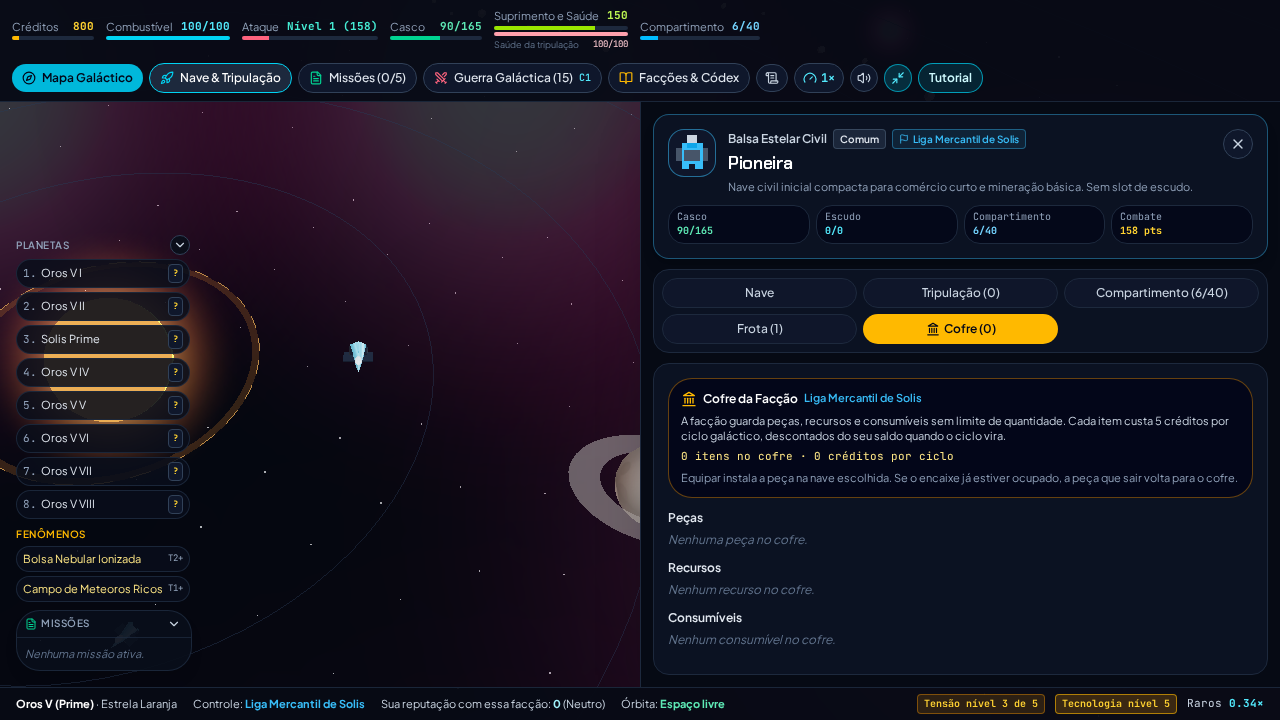 Créditos 800
Combustível 100/100
Ataque Nível 1 (158)
Casco 90/165
Suprimento e Saúde 150
Saúde da tripulação 100/100
Compartimento 6/40
Mapa Galáctico
Nave & Tripulação
Missões (0/5)
Guerra Galáctica (15) C1
Facções & Códex
1×
Tutorial
PLANETAS
1. Oros V I ?
2. Oros V II ?
3. Solis Prime ?
4. Oros V IV ?
5. Oros V V ?
6. Oros V VI ?
7. Oros V VII ?
8. Oros V VIII ?
FENÔMENOS
Bolsa Nebular Ionizada T2+
Campo de Meteoros Ricos T1+
MISSÕES
Nenhuma missão ativa.
Balsa Estelar Civil Comum Liga Mercantil de Solis
Pioneira
Nave civil inicial compacta para comércio curto e mineração básica. Sem slot de escudo.
Casco
90/165
Escudo
0/0
Compartimento
6/40
Combate
158 pts
Nave
Tripulação (0)
Compartimento (6/40)
Frota (1)
Cofre (0)
Cofre da Facção Liga Mercantil de Solis
A facção guarda peças, recursos e consumíveis sem limite de quantidade. Cada item custa 5 créditos por
ciclo galáctico, descontados do seu saldo quando o ciclo vira.
0 itens no cofre · 0 créditos por ciclo
Equipar instala a peça na nave escolhida. Se o encaixe já estiver ocupado, a peça que sair volta para o cofre.
Peças
Nenhuma peça no cofre.
Recursos
Nenhum recurso no cofre.
Consumíveis
Nenhum consumível no cofre.
Oros V (Prime) · Estrela Laranja
Controle: Liga Mercantil de Solis
Sua reputação com essa facção: 0 (Neutro)
Órbita: Espaço livre
Tensão nível 3 de 5
Tecnologia nível 5
Raros 0.34×